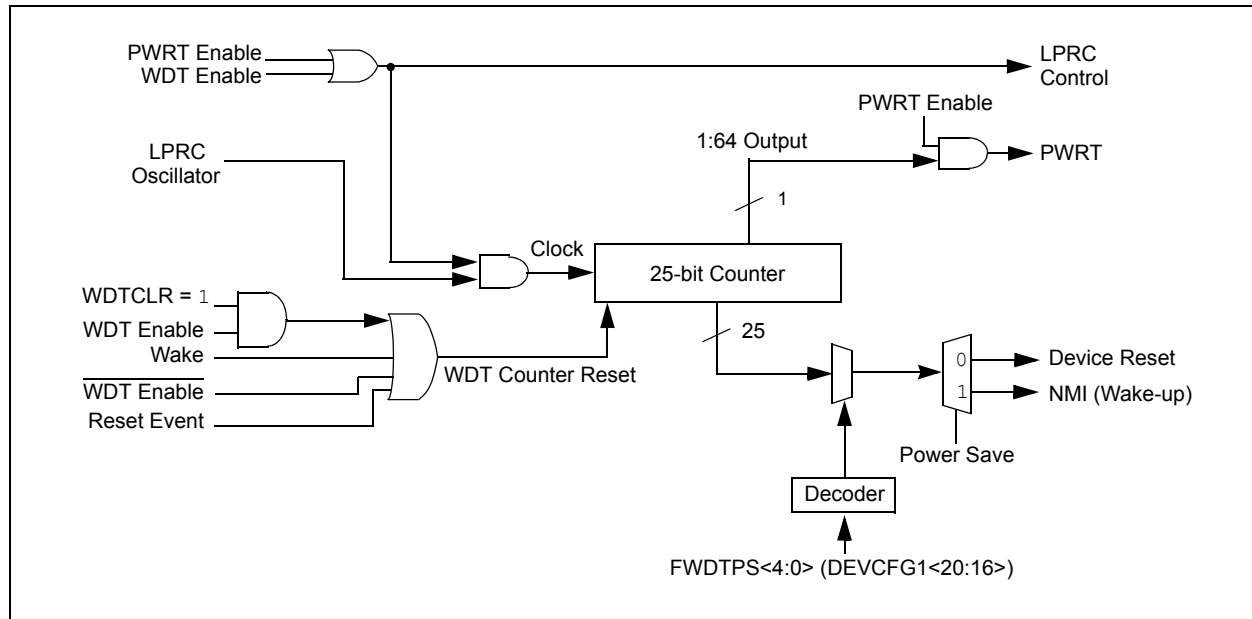 PWRT Enable
WDT Enable
LPRC
Control
PWRT Enable
1:64 Output
PWRT
LPRC
Oscillator
1
Clock
25-bit Counter
WDTCLR = 1
WDT Enable
Wake
WDT Enable
Reset Event
WDT Counter Reset
25
0
1
Device Reset
NMI (Wake-up)
Power Save
Decoder
FWDTPS<4:0> (DEVCFG1<20:16>)